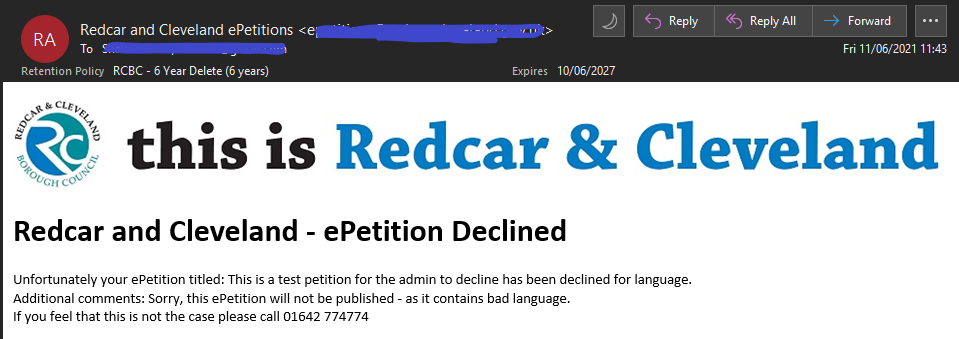 RA
Redcar and Cleveland ePetitions <e
Reply
Reply All
Forward
To
Fri 11/06/2021 11:43
Retention Policy RCBC - 6 Year Delete (6 years)
Expires 10/06/2027
REDCAR & CLEVELAND
RC
BOROUGH COUNCIL
this is Redcar & Cleveland
Redcar and Cleveland - ePetition Declined
Unfortunately your ePetition titled: This is a test petition for the admin to decline has been declined for language.
Additional comments: Sorry, this ePetition will not be published - as it contains bad language.
If you feel that this is not the case please call 01642 774774